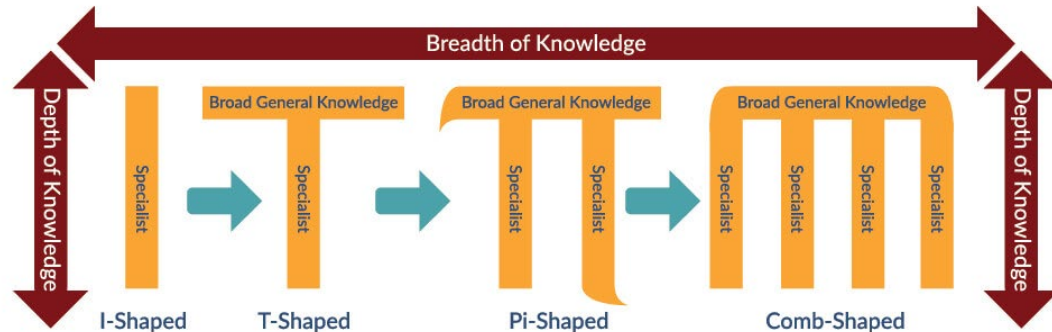 Breadth of Knowledge
Depth of Knowledge
Depth of Knowledge
Broad General Knowledge
Broad General Knowledge
Broad General Knowledge
Specialist
Specialist
Specialist
Specialist
Specialist
Specialist
Specialist
Specialist
I-Shaped
T-Shaped
Pi-Shaped
Comb-Shaped